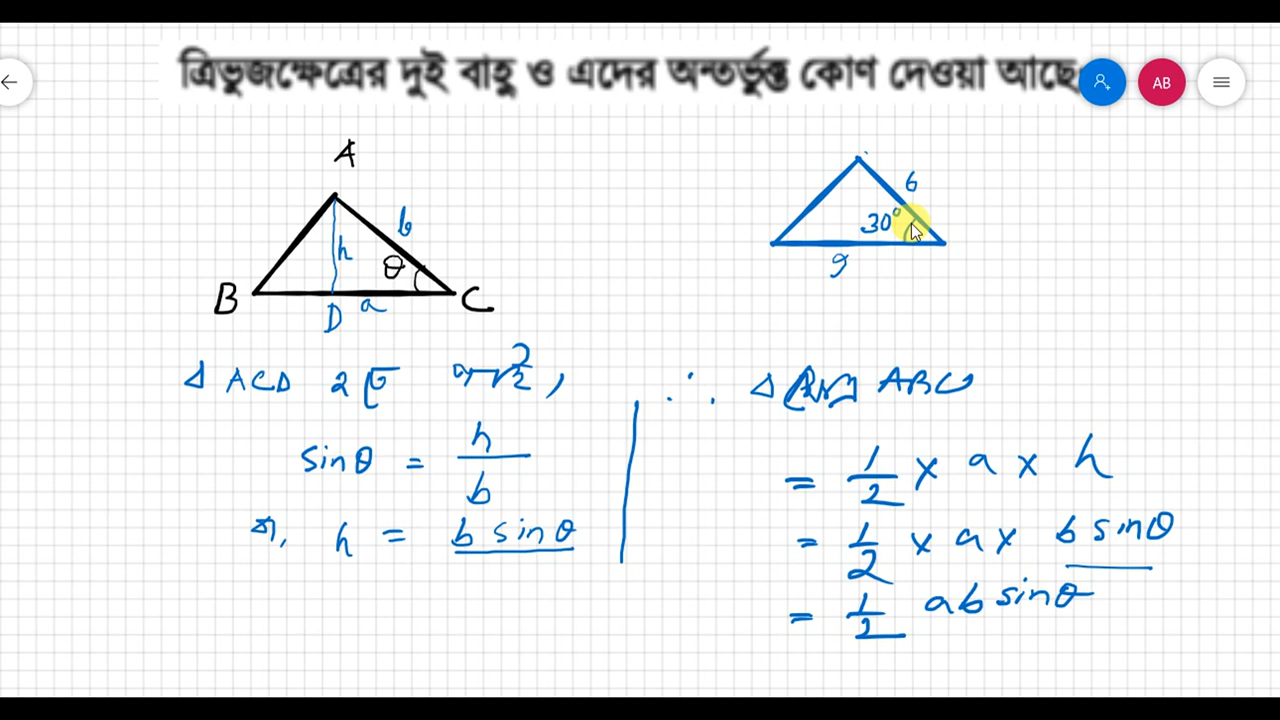 ত্রিভুজক্ষেত্রের দুই বাহু ও এদের অন্তর্ভুক্ত কোণ দেওয়া আছে
AB
A
b
h
θ
B
D
a
C
6
30°
9
Δ ACD হতে পাই,
sinθ = h/b
বা, h = b sinθ
∴ Δ ABC
= 1/2 × a × h
= 1/2 × a × b sinθ
= 1/2 ab sinθ